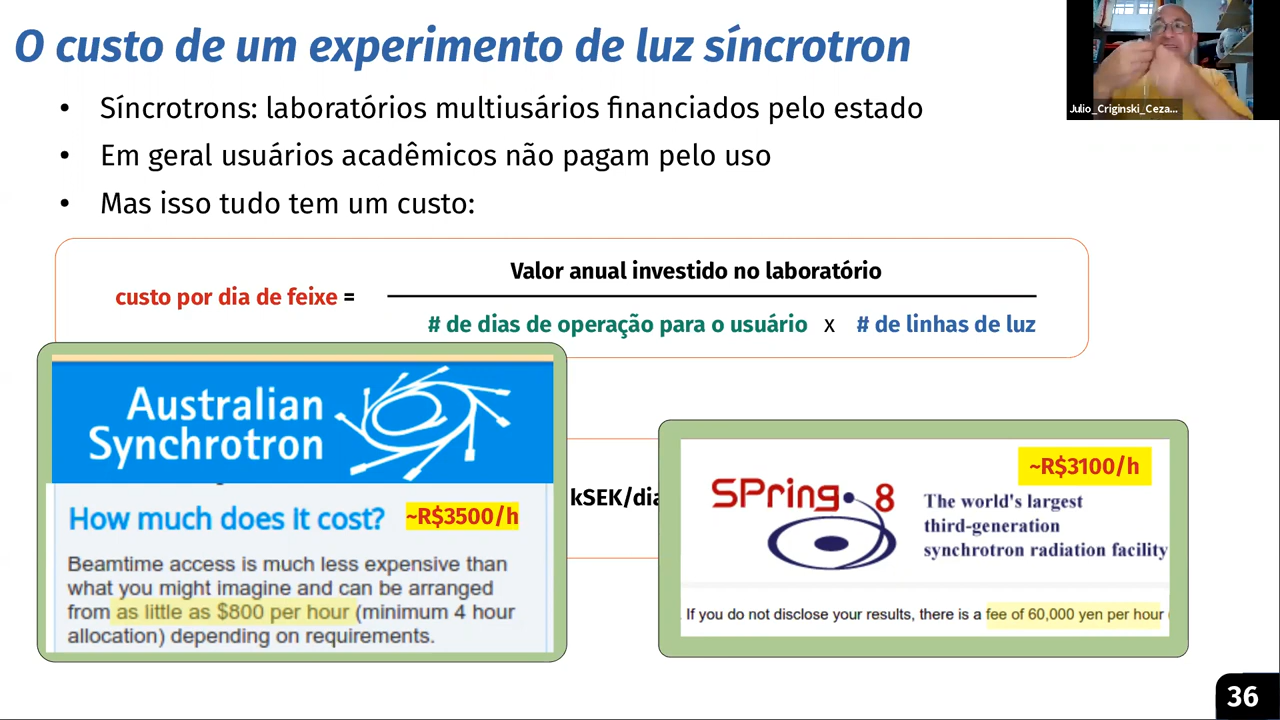 O custo de um experimento de luz síncrotron
Julio_Criginski_Ceza...
• Síncrotrons: laboratórios multiusários financiados pelo estado
• Em geral usuários acadêmicos não pagam pelo uso
• Mas isso tudo tem um custo:
custo por dia de feixe =
Valor anual investido no laboratório
# de dias de operação para o usuário x # de linhas de luz
Australian
Synchrotron
How much does it cost? ~R$3500/h
Beamtime access is much less expensive than
what you might imagine and can be arranged
from as little as $800 per hour (minimum 4 hour
allocation) depending on requirements.
kSEK/dia
~R$3100/h
SPring-8
The world's largest
third-generation
synchrotron radiation facility
If you do not disclose your results, there is a fee of 60,000 yen per hour
36